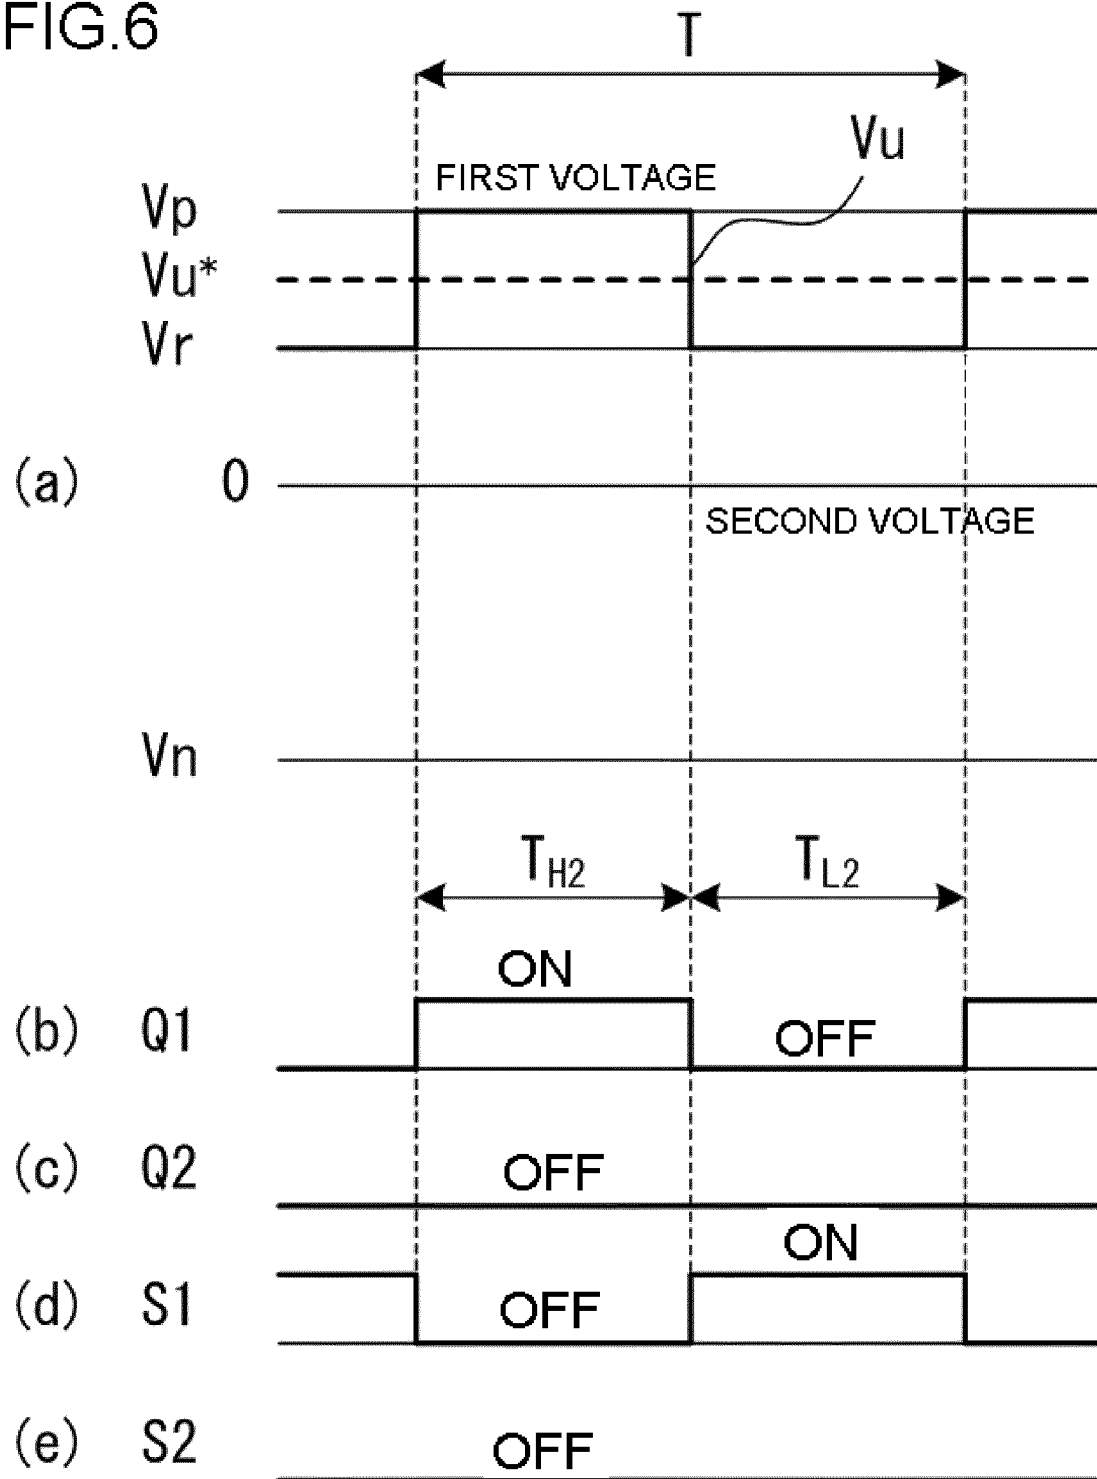 FIG.6
T
Vu
FIRST VOLTAGE
Vp
Vu*
Vr
(a) 0
SECOND VOLTAGE
Vn
TH2 TL2
ON
(b) Q1 OFF
(c) Q2 OFF
ON
(d) S1 OFF
(e) S2 OFF